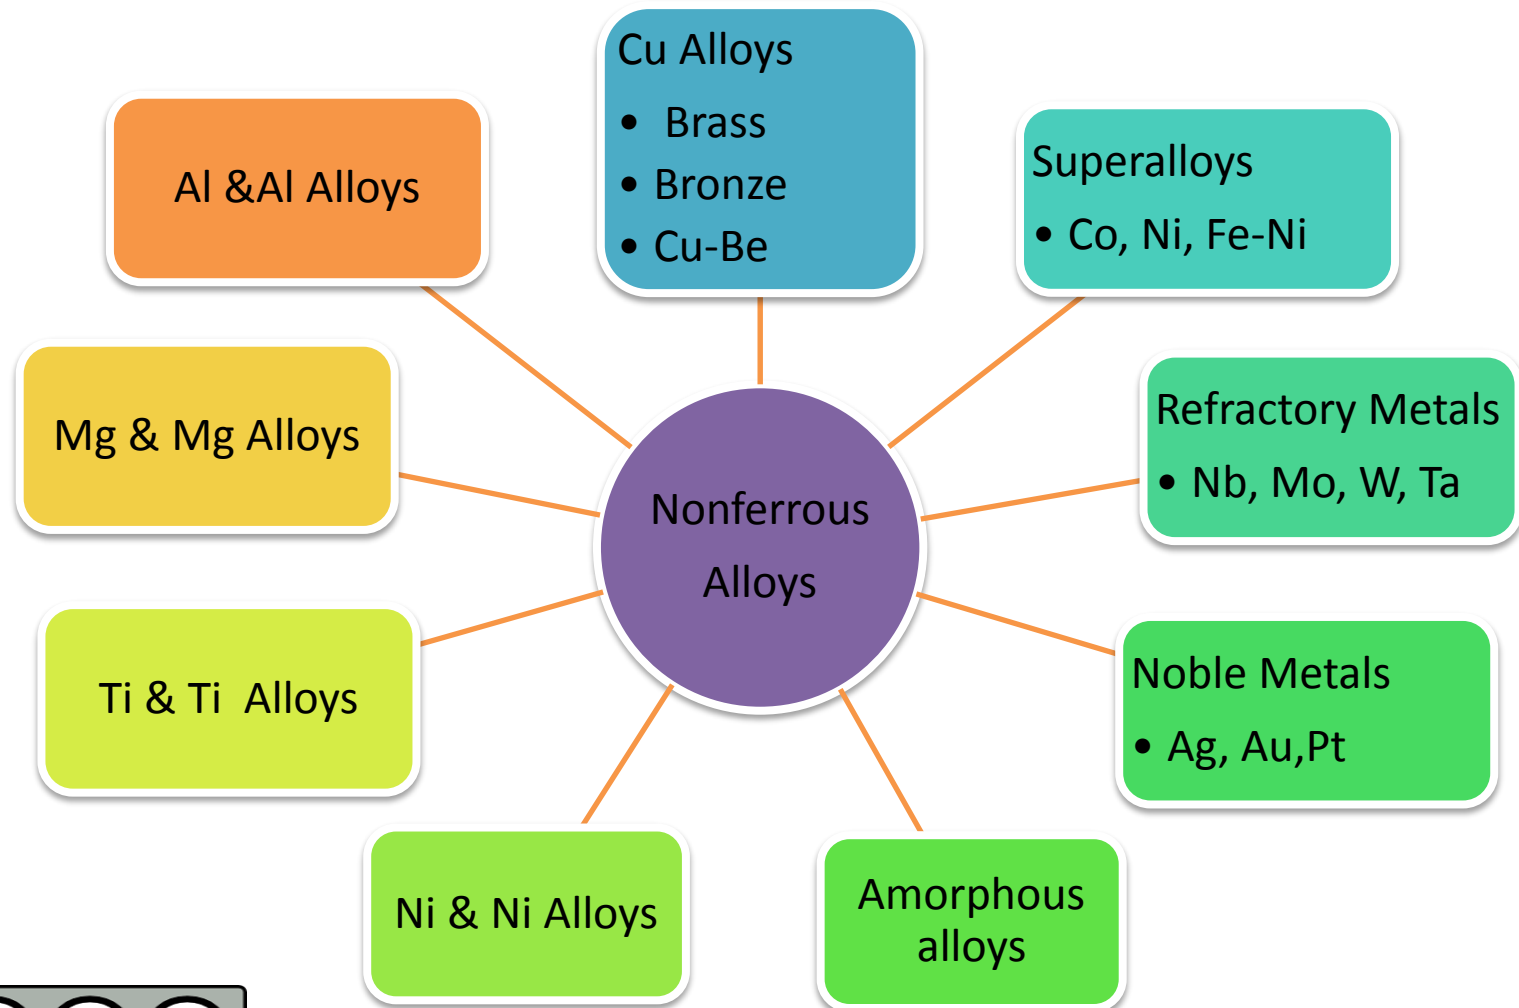 Cu Alloys
• Brass
• Bronze
• Cu-Be
Superalloys
• Co, Ni, Fe-Ni
Refractory Metals
• Nb, Mo, W, Ta
Noble Metals
• Ag, Au,Pt
Amorphous
alloys
Ni & Ni Alloys
Ti & Ti  Alloys
Mg & Mg Alloys
Al &Al Alloys
Nonferrous
Alloys